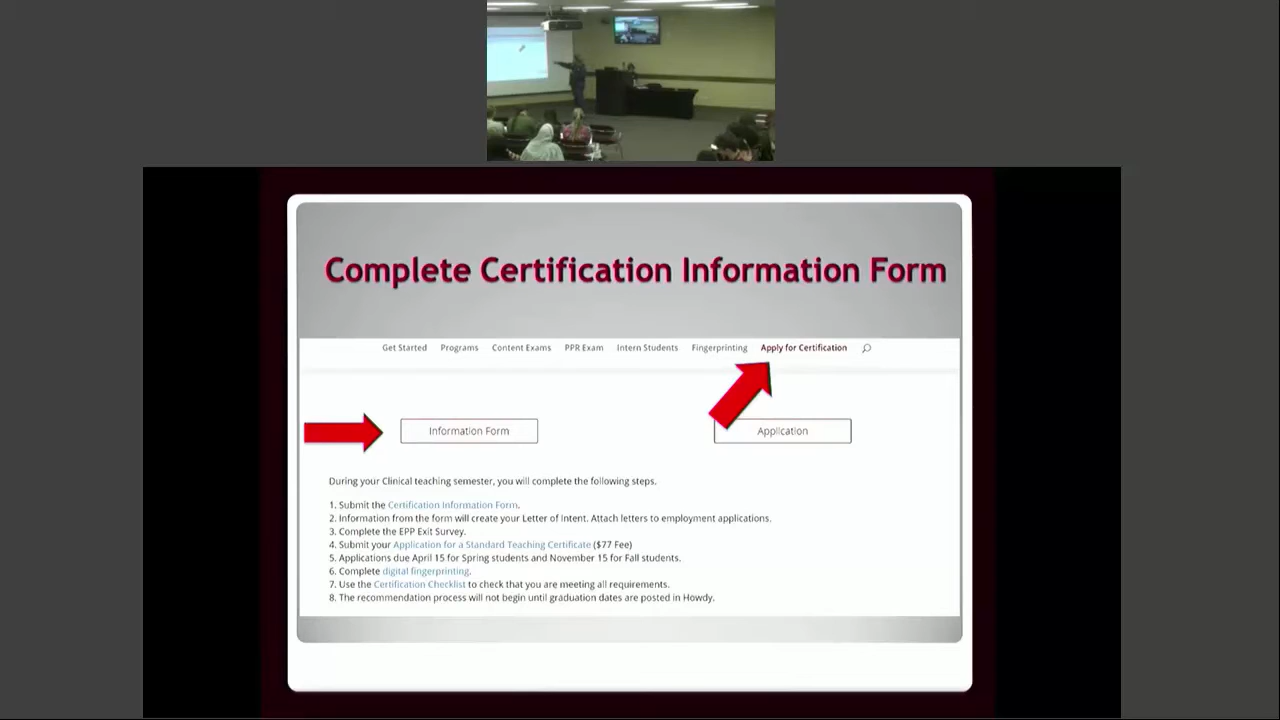 Complete Certification Information Form
Get Started Programs Content Exams PPR Exam Intern Students Fingerprinting Apply for Certification
Information Form Application
During your Clinical teaching semester, you will complete the following steps.
1. Submit the Certification Information Form.
2. Information from the form will create your Letter of Intent. Attach letters to employment applications.
3. Complete the EPP Exit Survey.
4. Submit your Application for a Standard Teaching Certificate ($77 Fee)
5. Applications due April 15 for Spring students and November 15 for Fall students.
6. Complete digital fingerprinting.
7. Use the Certification Checklist to check that you are meeting all requirements.
8. The recommendation process will not begin until graduation dates are posted in Howdy.